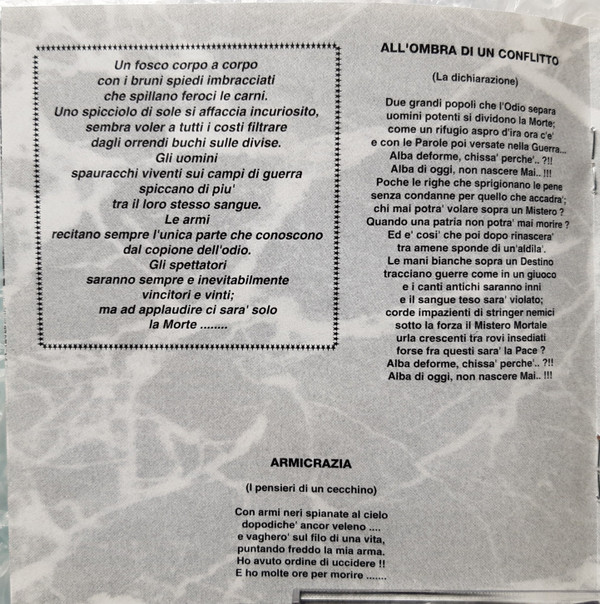 Un fosco corpo a corpo
con i bruni spiedi imbracciati
che spillano feroci le carni.
Uno spicciolo di sole si affaccia incuriosito,
sembra voler a tutti i costi filtrare
dagli orrendi buchi sulle divise.
Gli uomini
spauracchi viventi sui campi di guerra
spiccano di piu'
tra il loro stesso sangue.
Le armi
recitano sempre l'unica parte che conoscono
dal copione dell'odio.
Gli spettatori
saranno sempre e inevitabilmente
vincitori e vinti;
ma ad applaudire ci sara' solo
la Morte ........
ALL'OMBRA DI UN CONFLITTO
(La dichiarazione)
Due grandi popoli che l'Odio separa
uomini potenti si dividono la Morte;
come un rifugio aspro d'ira ora c'e'
e con le Parole poi versate nella Guerra...
Alba deforme, chissa' perche'.. ?!!
Alba di oggi, non nascere Mai.. !!!
Poche le righe che sprigionano le pene
senza condanne per quello che accadra';
chi mai potra' volare sopra un Mistero ?
Quando una patria non potra' mai morire ?
Ed e' cosi' che poi dopo rinascera'
tra amene sponde di un'aldila'.
Le mani bianche sopra un Destino
tracciano guerre come in un giuoco
e i canti antichi saranno inni
e il sangue teso sara' violato;
corde impazienti di stringer nemici
sotto la forza il Mistero Mortale
urla crescenti tra rovi insediati
forse fra questi sara' la Pace ?
Alba deforme, chissa' perche'.. ?!!
Alba di oggi, non nascere Mai.. !!!
ARMICRAZIA
(I pensieri di un cecchino)
Con armi neri spianate al cielo
dopodiche' ancor veleno ....
e vaghero' sul filo di una vita,
puntando freddo la mia arma.
Ho avuto ordine di uccidere !!
E ho molte ore per morire .......